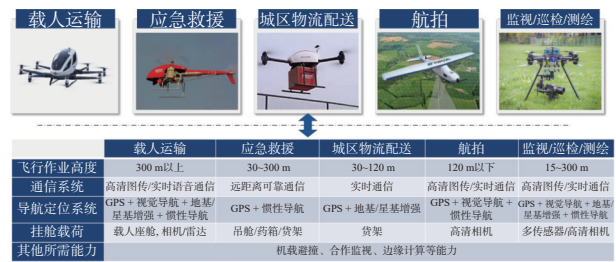 载人运输 应急救援 城区物流配送 航拍 监视/巡检/测绘
载人运输 应急救援 城区物流配送 航拍 监视/巡检/测绘
飞行作业高度 300 m以上 30~300 m 30~120 m 120 m以下 15~300 m
通信系统 高清图传/实时语音通信 远距离可靠通信 实时通信 高清图传/实时通信 高清图传/实时通信
导航定位系统 GPS + 视觉导航 + 地基/星基增强 + 惯性导航 GPS + 惯性导航 GPS + 地基/星基增强 GPS + 视觉导航 + 惯性导航 GPS + 视觉导航 + 地基/星基增强 + 惯性导航
挂舱载荷 载人座舱, 相机/雷达 吊舱/药箱/货架 货架 高清相机 多传感器/高清相机
其他所需能力 机载避撞、合作监视、边缘计算等能力